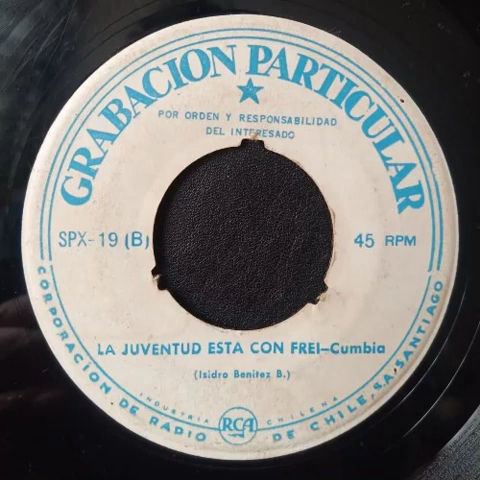 GRABACION PARTICULAR
POR ORDEN Y RESPONSABILIDAD
DEL INTERESADO
SPX-19 (B)
45 RPM
LA JUVENTUD ESTA CON FREI-Cumbia
(Isidro Benitez B.)
INDUSTRIA CHILENA
RCA
CORPORACION DE RADIO DE CHILE, S.A. SANTIAGO